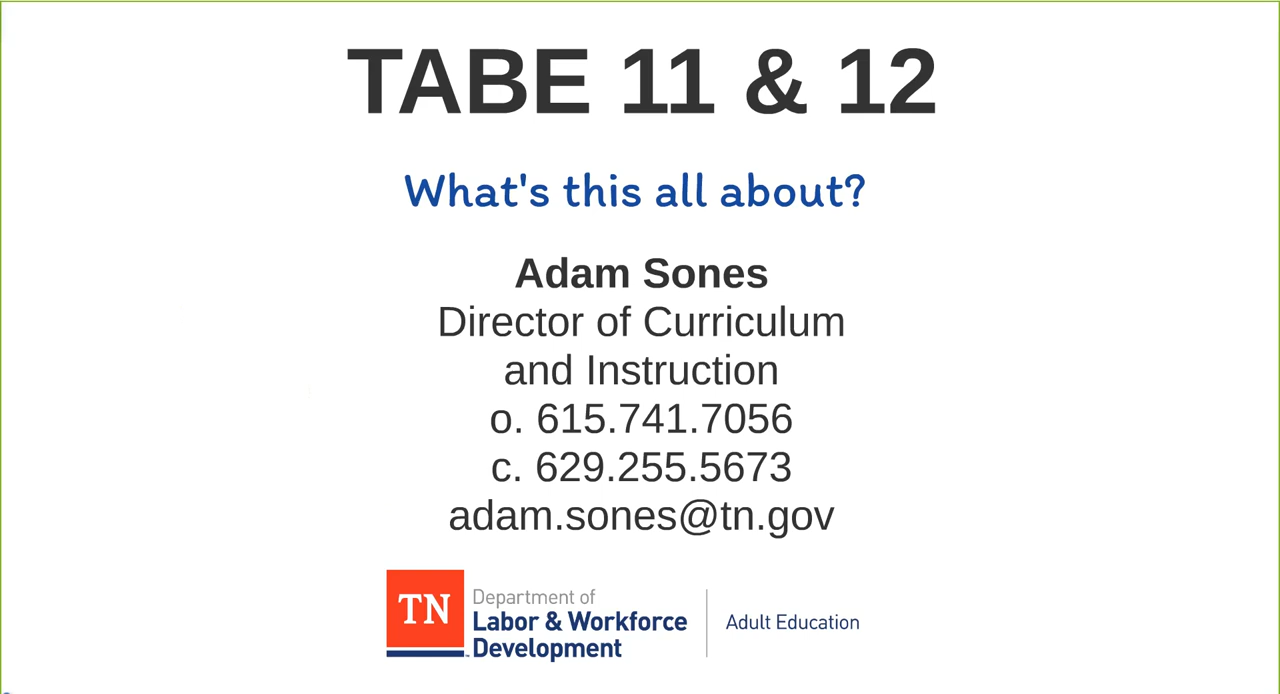 TABE 11 & 12
What's this all about?
Adam Sones
Director of Curriculum
and Instruction
o. 615.741.7056
c. 629.255.5673
adam.sones@tn.gov
TN
Department of
Labor & Workforce
Development
Adult Education